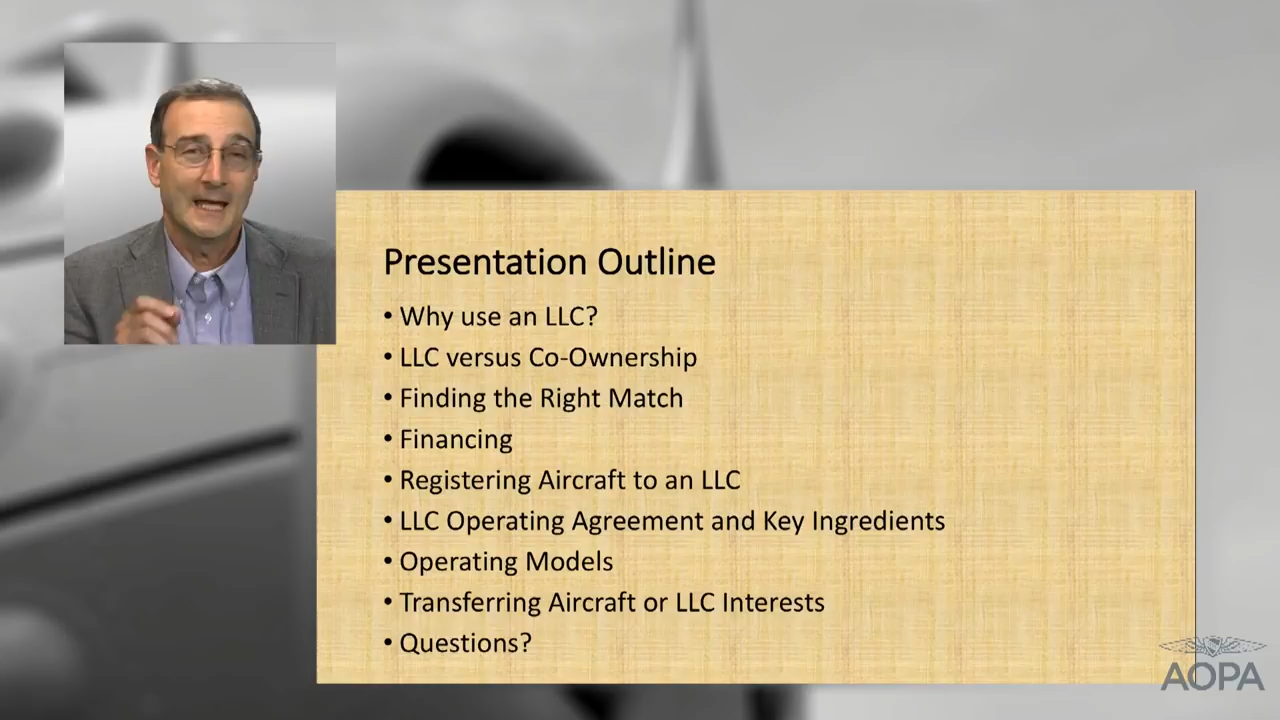 Presentation Outline
• Why use an LLC?
• LLC versus Co-Ownership
• Finding the Right Match
• Financing
• Registering Aircraft to an LLC
• LLC Operating Agreement and Key Ingredients
• Operating Models
• Transferring Aircraft or LLC Interests
• Questions?
AOPA